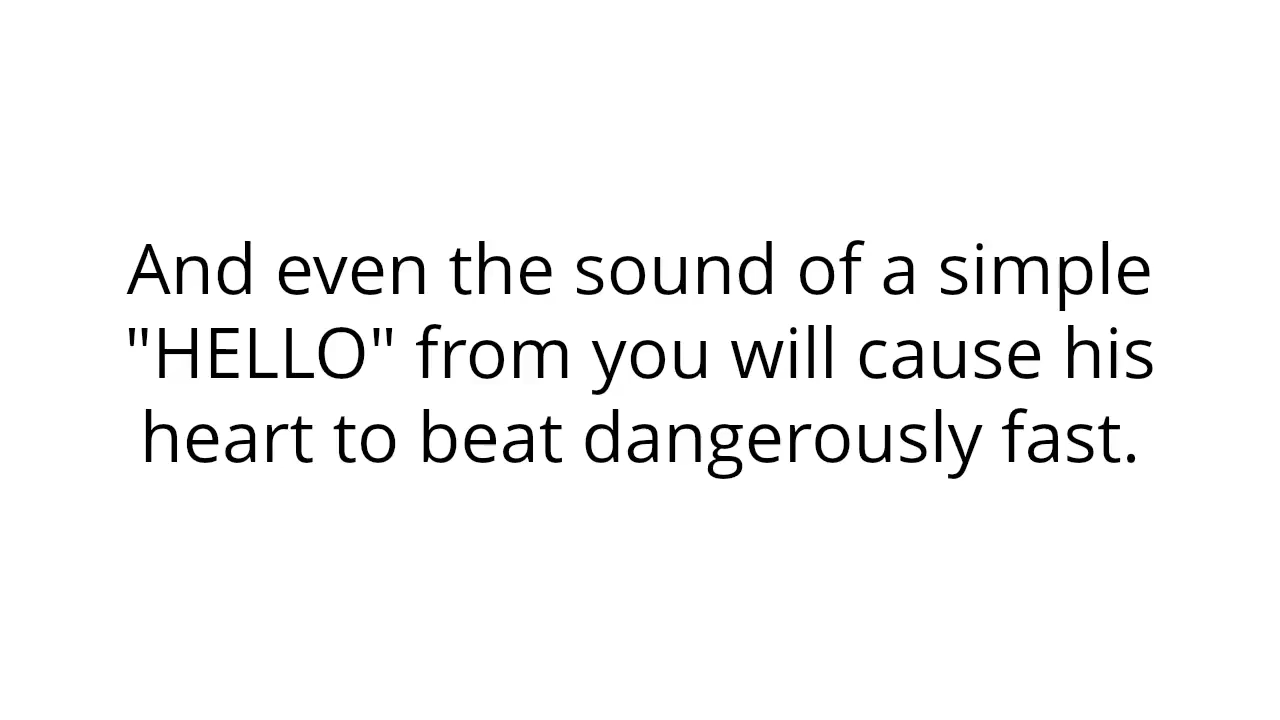 And even the sound of a simple
"HELLO" from you will cause his
heart to beat dangerously fast.